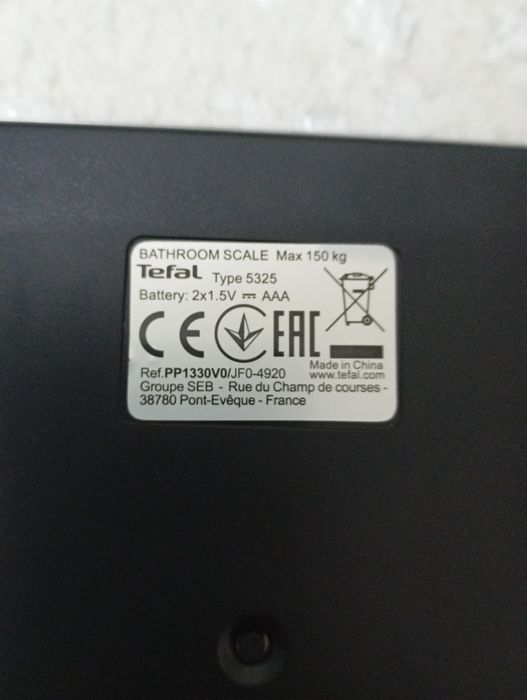 BATHROOM SCALE Max 150 kg
Tefal Type 5325
Battery: 2x1.5V ⎓ AAA
CE EAC
Made in China
Ref.PP1330V0/JF0-4920 www.tefal.com
Groupe SEB - Rue du Champ de courses -
38780 Pont-Evêque - France